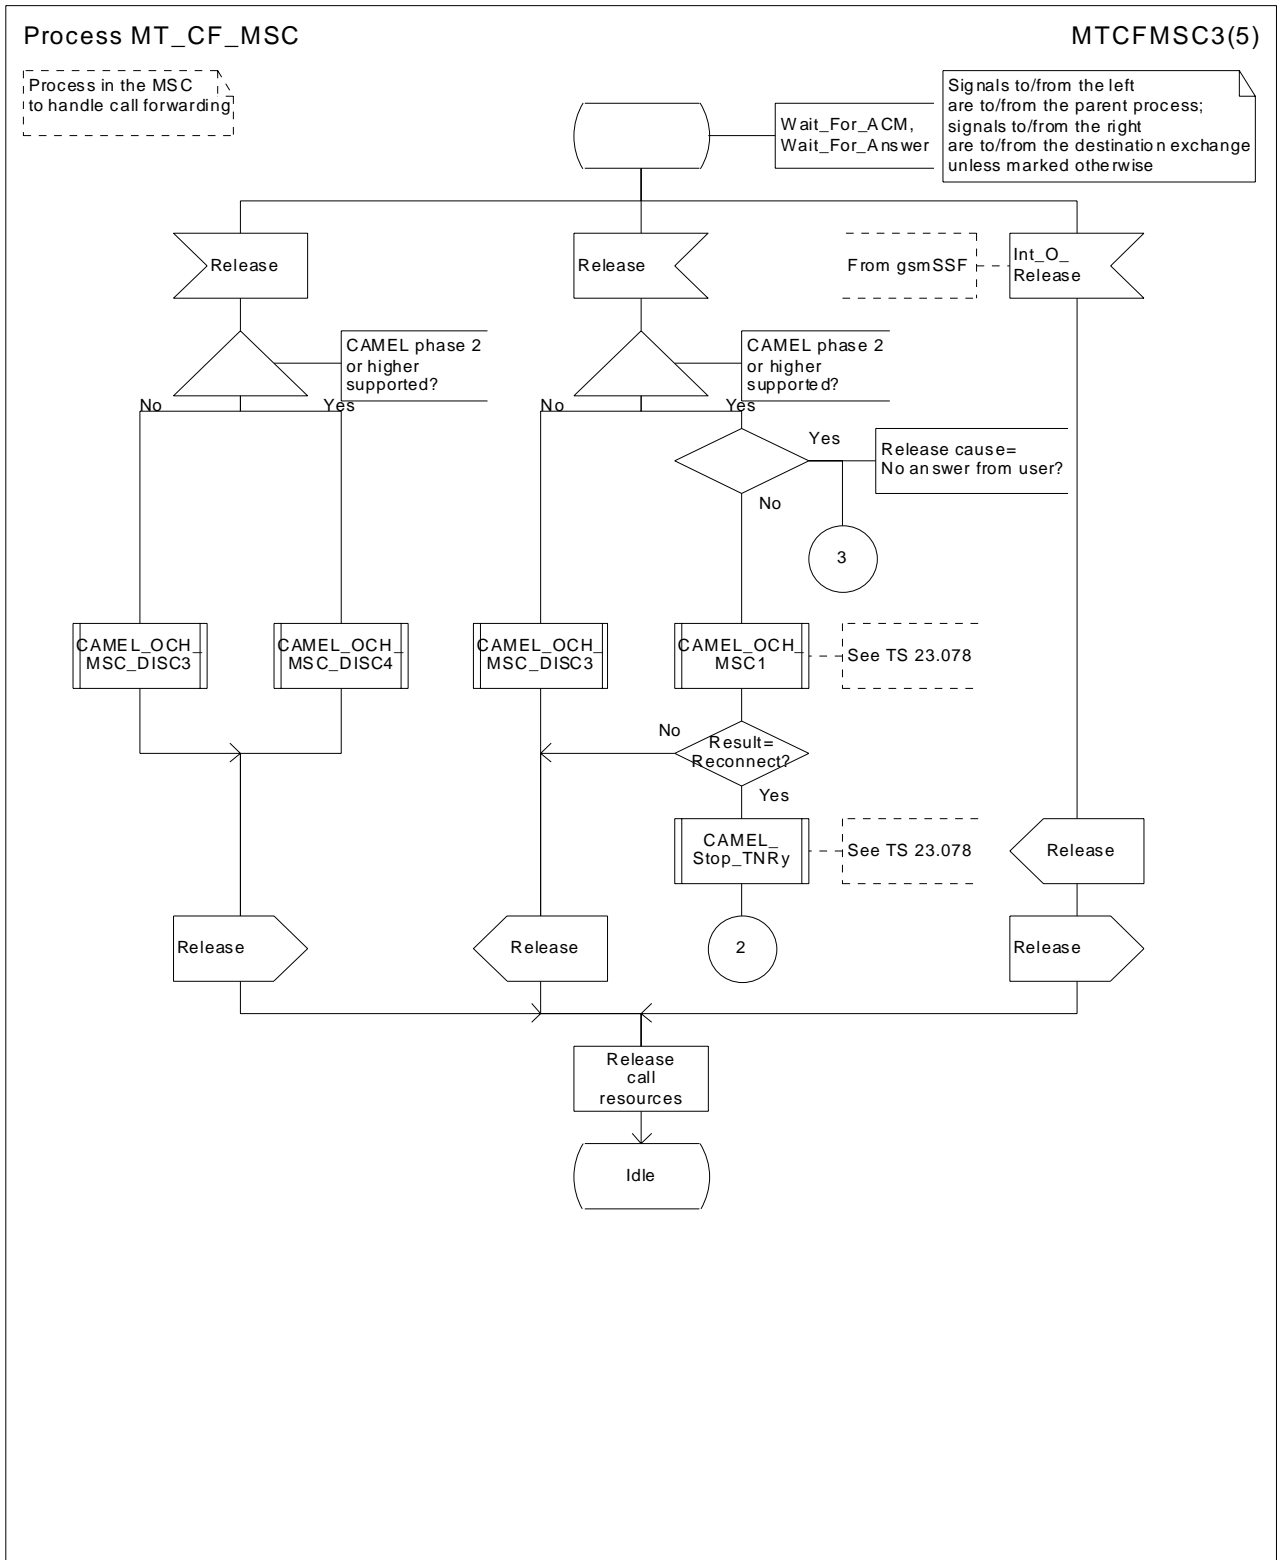 Process MT_CF_MSC
MTCFMSC3(5)
Process in the MSC
to handle call forwarding
Wait_For_ACM,
Wait_For_Answer
Signals to/from the left
are to/from the parent process;
signals to/from the right
are to/from the destination exchange
unless marked otherwise
Release
Release
From gsmSSF
Int_O_
Release
CAMEL phase 2
or higher
supported?
CAMEL phase 2
or higher
supported?
No
Yes
No
Yes
Yes
Release cause=
No answer from user?
No
3
CAMEL_OCH_
MSC_DISC3
CAMEL_OCH_
MSC_DISC4
CAMEL_OCH_
MSC_DISC3
CAMEL_OCH_
MSC1
See TS 23.078
No
Result=
Reconnect?
Yes
CAMEL_
Stop_TNRy
See TS 23.078
Release
Release
Release
2
Release
Release
call
resources
Idle